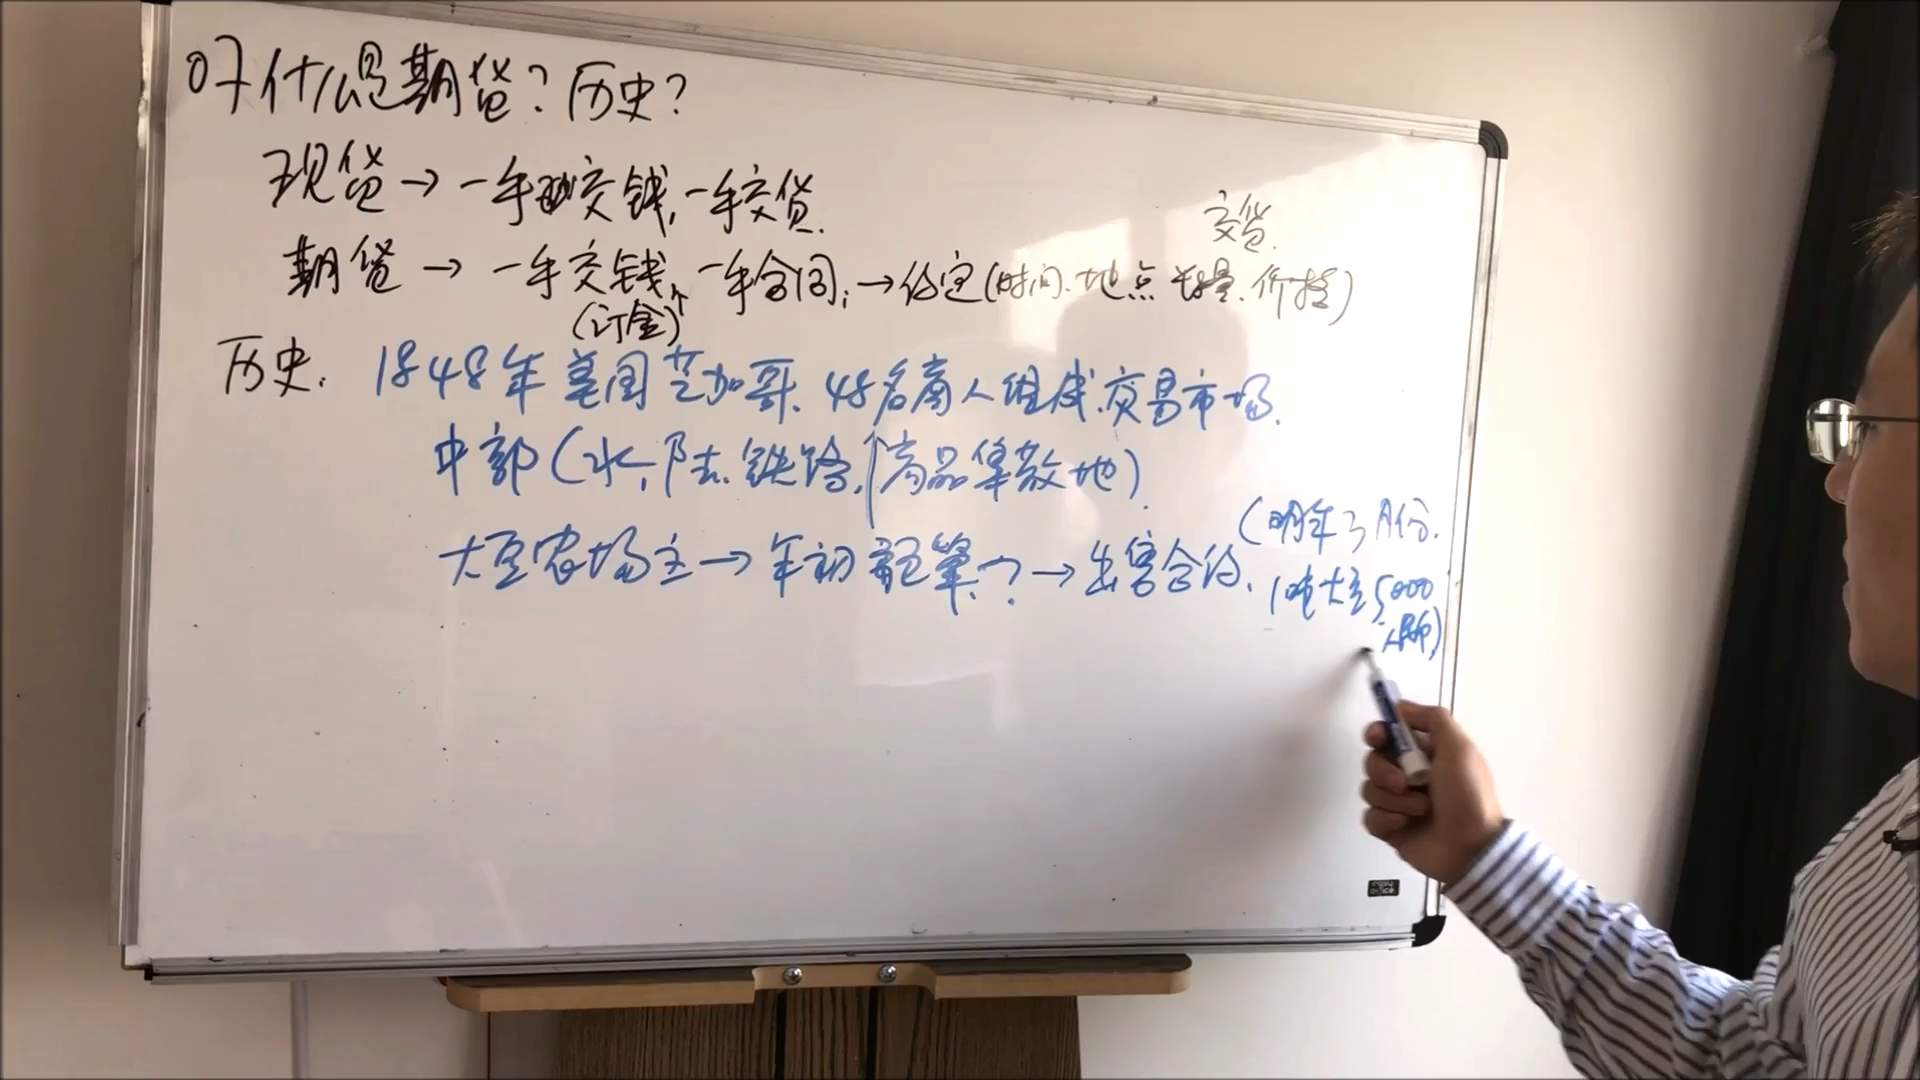 07什么是期货?历史?
现货→一手交钱,一手交货.
交货.
期货→一手交钱,一手合同;→约定(时间.地点 数量.价格)
(订金)
历史. 1848年美国芝加哥.48名商人组成.交易市场.
中部(水,陆.铁路,商品集散地)
(明年3月份.
大豆农场主→年初 ?→出售合约.
1吨大豆5000
人民币)